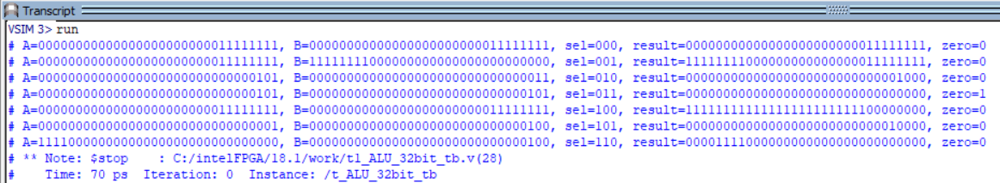 Transcript
VSIM 3> run
# A=00000000000000000000000011111111, B=00000000000000000000000011111111, sel=000, result=00000000000000000000000011111111, zero=0
# A=00000000000000000000000011111111, B=11111111000000000000000000000000, sel=001, result=11111111000000000000000011111111, zero=0
# A=00000000000000000000000000000101, B=00000000000000000000000000000011, sel=010, result=00000000000000000000000000001000, zero=0
# A=00000000000000000000000000000101, B=00000000000000000000000000000101, sel=011, result=00000000000000000000000000000000, zero=1
# A=00000000000000000000000011111111, B=00000000000000000000000011111111, sel=100, result=11111111111111111111111100000000, zero=0
# A=00000000000000000000000000000001, B=00000000000000000000000000000100, sel=101, result=00000000000000000000000000010000, zero=0
# A=11110000000000000000000000000000, B=00000000000000000000000000000100, sel=110, result=00001111000000000000000000000000, zero=0
# ** Note: $stop    : C:/intelFPGA/18.1/work/t1_ALU_32bit_tb.v(28)
#    Time: 70 ps  Iteration: 0  Instance: /t_ALU_32bit_tb